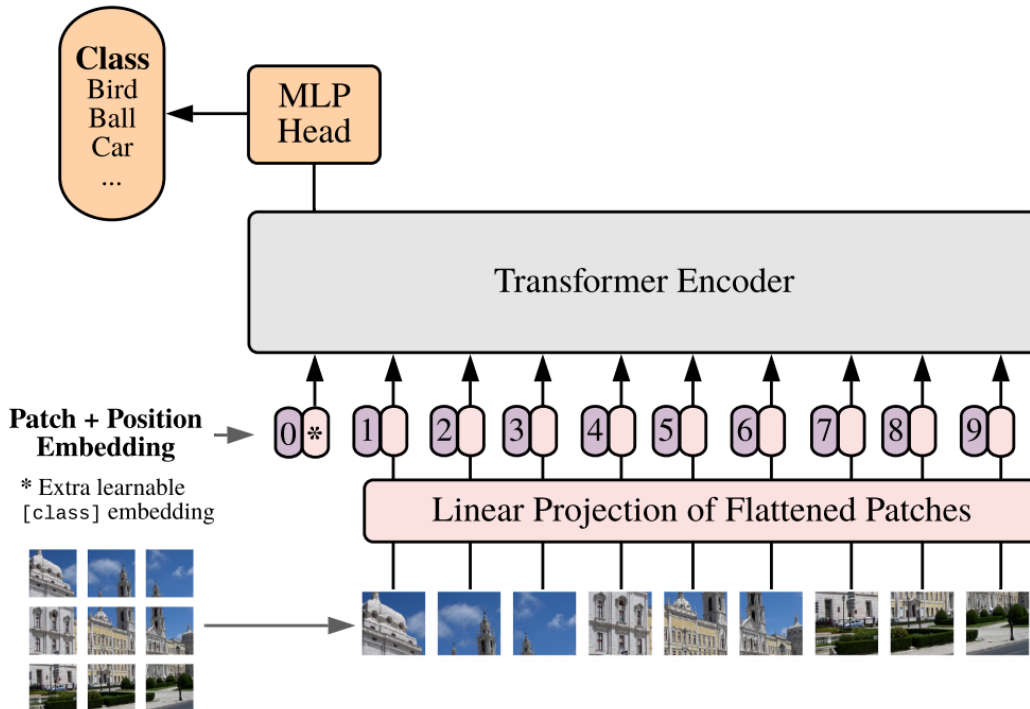 Class
Bird
Ball
Car
...
MLP
Head
Transformer Encoder
Patch + Position
Embedding
0 * 1 2 3 4 5 6 7 8 9
* Extra learnable
[class] embedding
Linear Projection of Flattened Patches